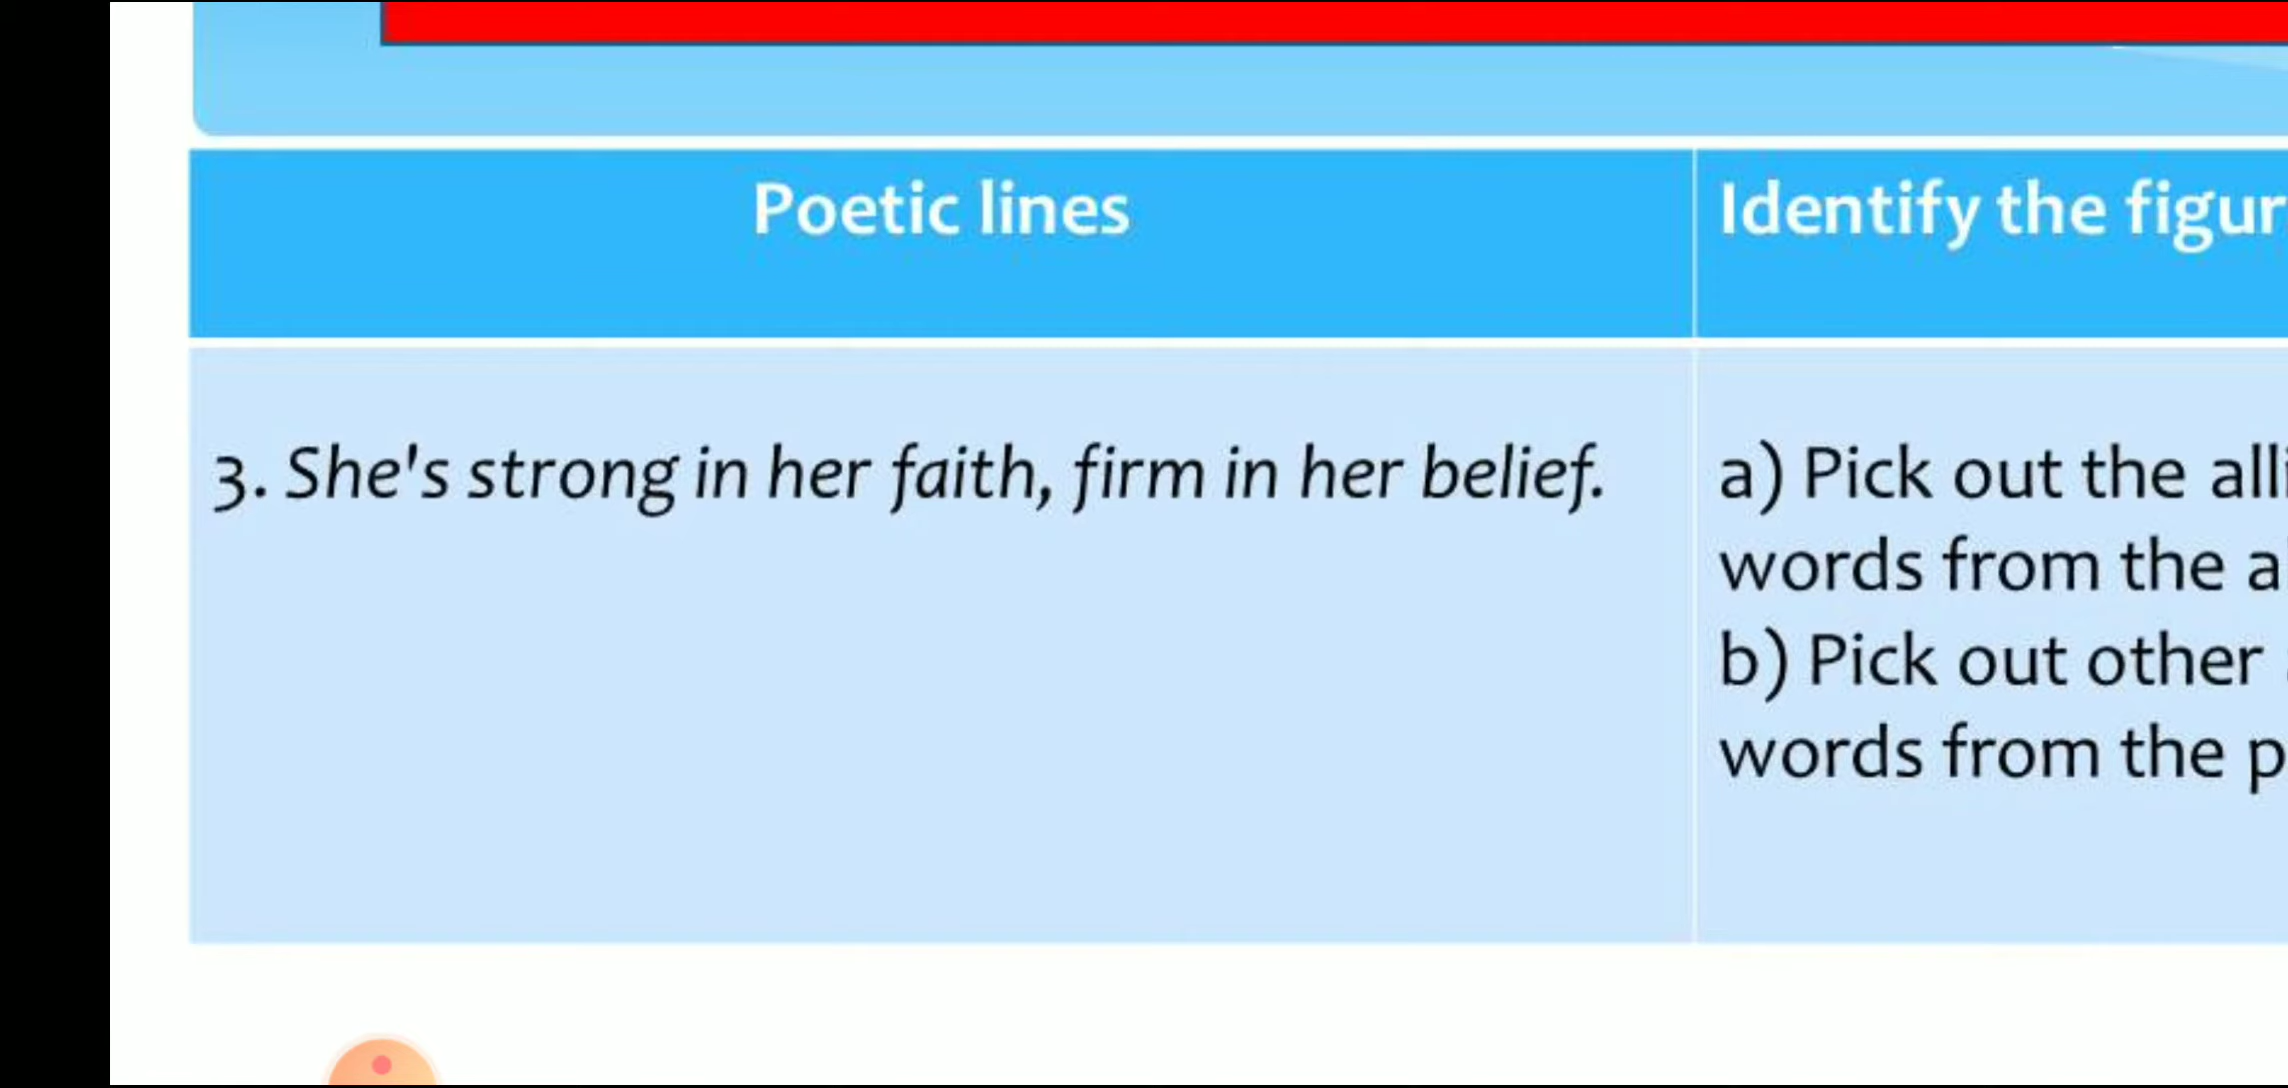 Poetic lines
Identify the figur
3. She's strong in her faith, firm in her belief.
a) Pick out the alli
words from the a
b) Pick out other
words from the p